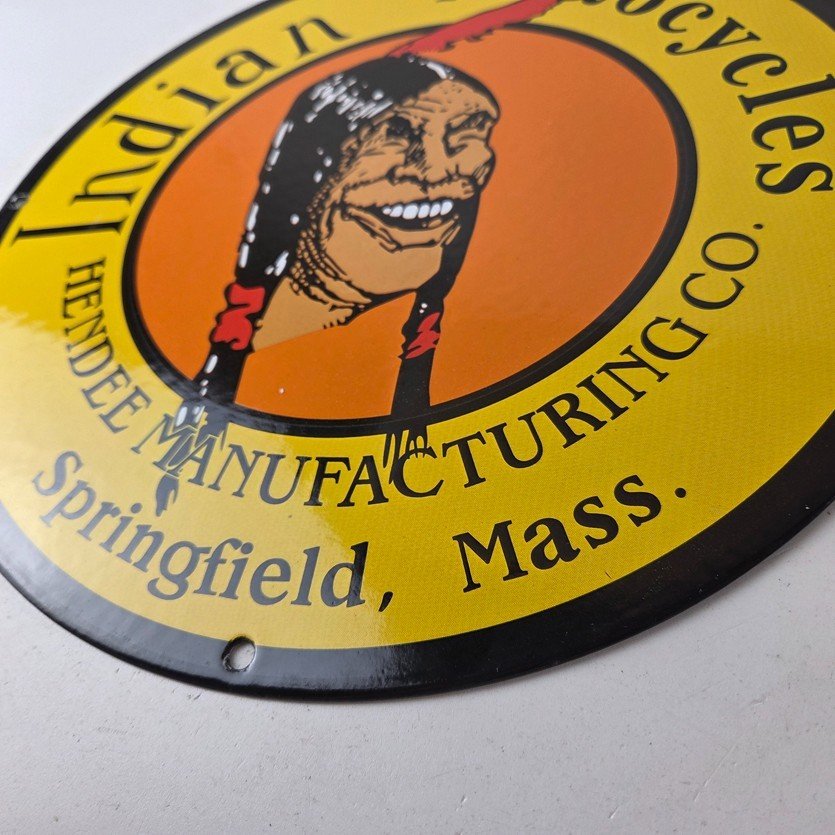 Indian ocycles
HENDEE MANUFACTURING CO.
Springfield, Mass.